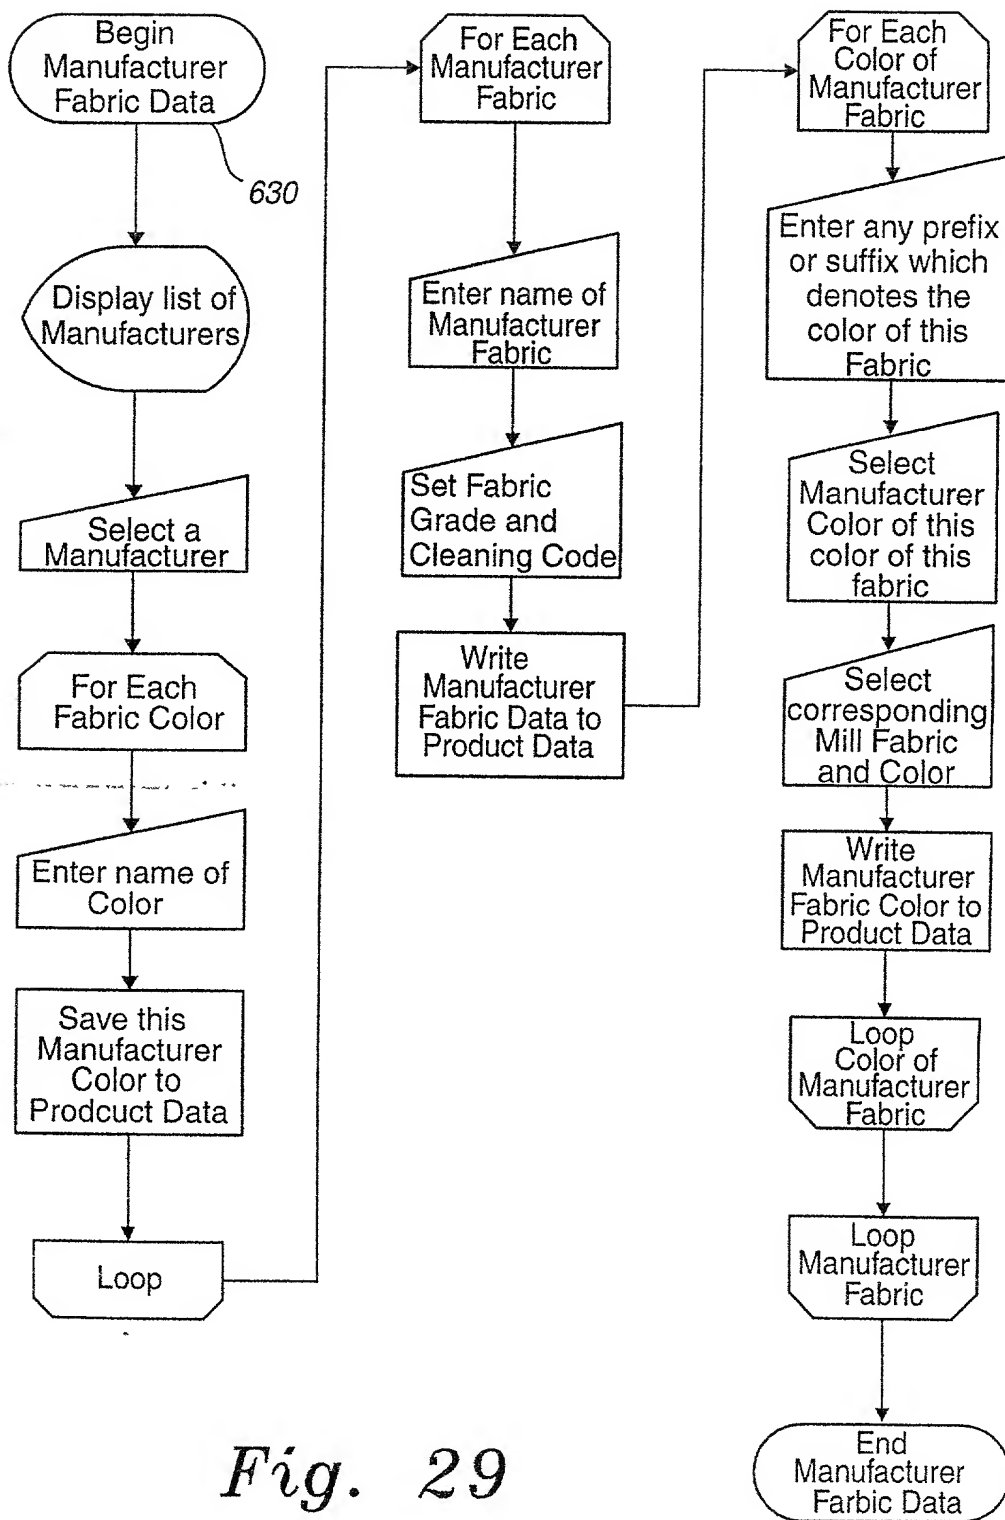 Begin
Manufacturer
Fabric Data
630
Display list of
Manufacturers
Select a
Manufacturer
For Each
Fabric Color
Enter name of
Color
Save this
Manufacturer
Color to
Prodcuct Data
Loop
For Each
Manufacturer
Fabric
Enter name of
Manufacturer
Fabric
Set Fabric
Grade and
Cleaning Code
Write
Manufacturer
Fabric Data to
Product Data
For Each
Color of
Manufacturer
Fabric
Enter any prefix
or suffix which
denotes the
color of this
Fabric
Select
Manufacturer
Color of this
color of this
fabric
Select
corresponding
Mill Fabric
and Color
Write
Manufacturer
Fabric Color to
Product Data
Loop
Color of
Manufacturer
Fabric
Loop
Manufacturer
Fabric
End
Manufacturer
Farbic Data
Fig. 29